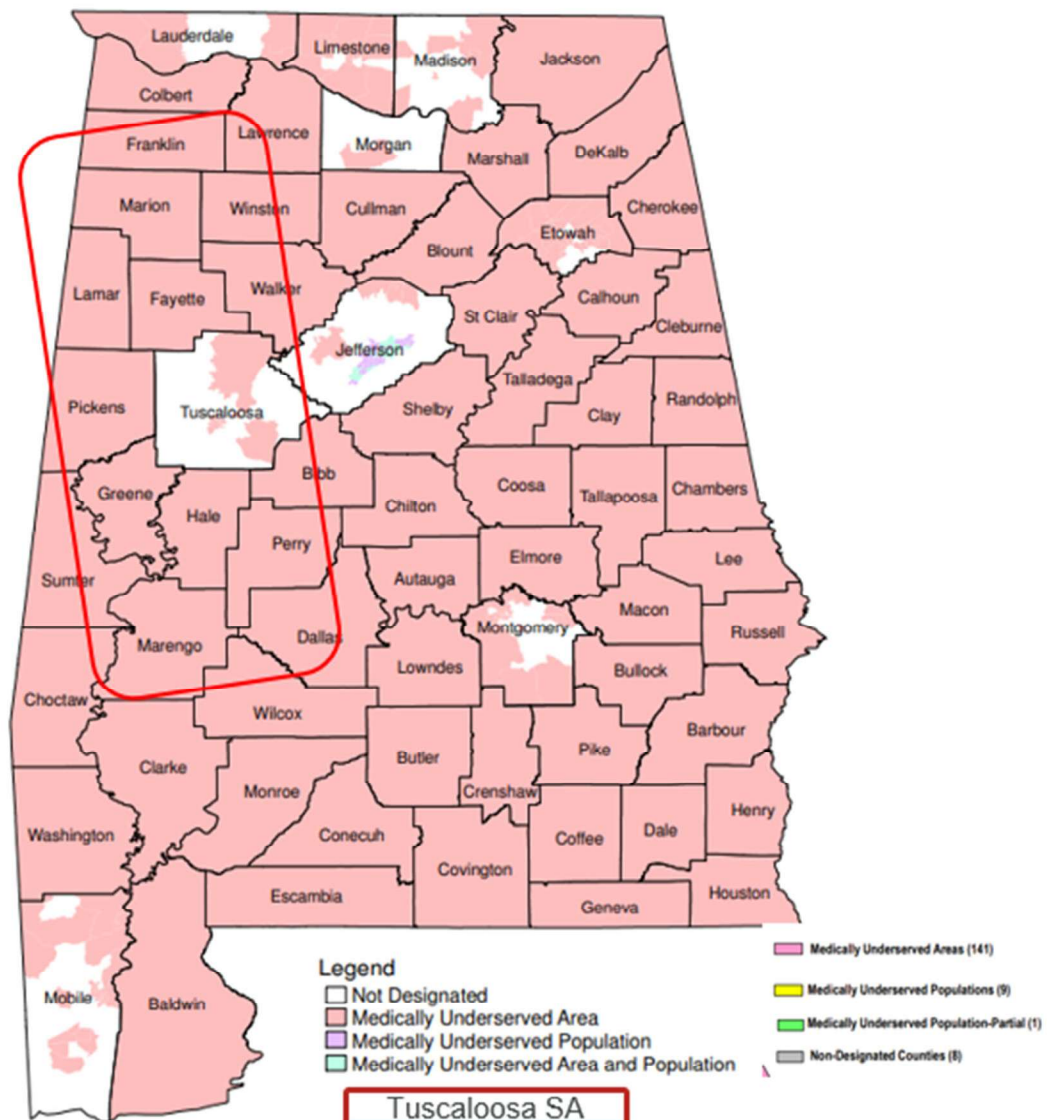 Lauderdale
Limestone
Madison
Jackson
Colbert
Franklin
Lawrence
Morgan
Marshall
DeKalb
Marion
Winston
Cullman
Cherokee
Blount
Etowah
Lamar
Fayette
Walker
St Clair
Calhoun
Cleburne
Jefferson
Talladega
Pickens
Tuscaloosa
Shelby
Clay
Randolph
Bibb
Greene
Hale
Chilton
Coosa
Tallapoosa
Chambers
Perry
Sumter
Autauga
Elmore
Lee
Macon
Marengo
Dallas
Montgomery
Russell
Lowndes
Bullock
Choctaw
Wilcox
Barbour
Clarke
Butler
Pike
Monroe
Crenshaw
Washington
Conecuh
Coffee
Dale
Henry
Covington
Escambia
Geneva
Houston
Mobile
Baldwin
Legend
Not Designated
Medically Underserved Area
Medically Underserved Population
Medically Underserved Area and Population
Medically Underserved Areas (141)
Medically Underserved Populations (9)
Medically Underserved Population-Partial (1)
Non-Designated Counties (8)
Tuscaloosa SA